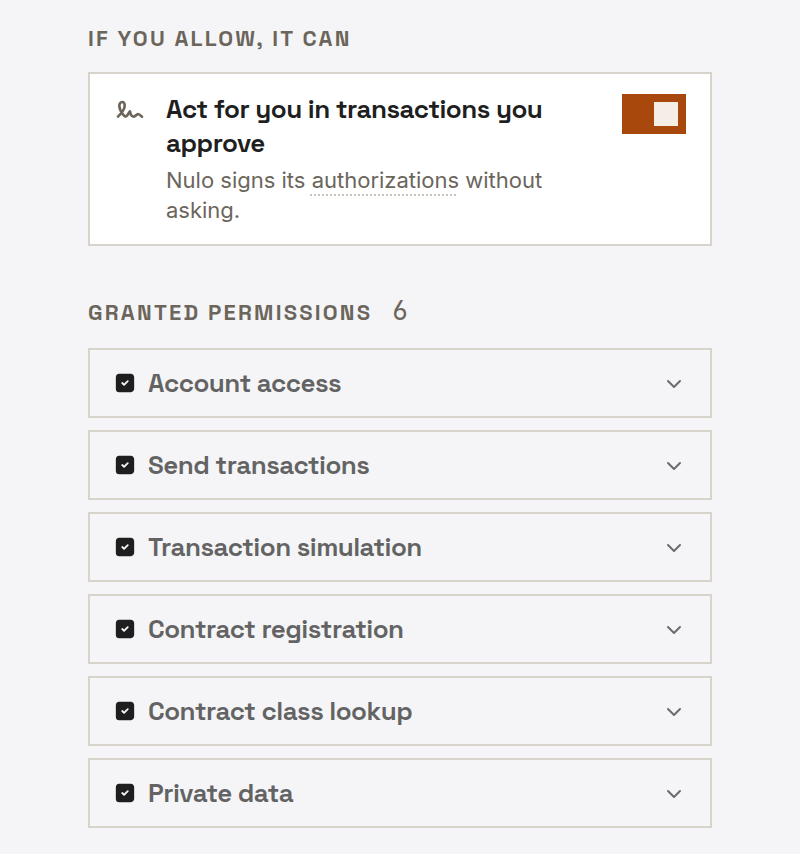 IF YOU ALLOW, IT CAN
Act for you in transactions you
approve
Nulo signs its authorizations without
asking.
GRANTED PERMISSIONS 6
Account access
Send transactions
Transaction simulation
Contract registration
Contract class lookup
Private data